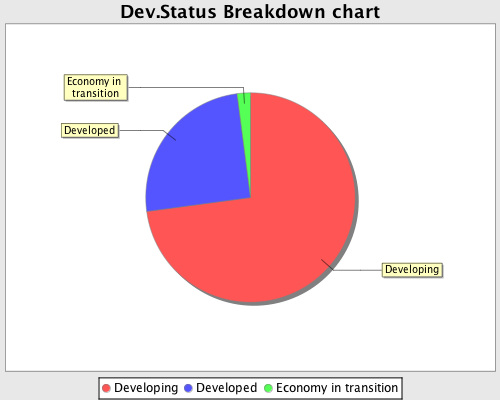 Dev.Status Breakdown chart
Economy in
transition
Developed
Developing
Developing Developed Economy in transition